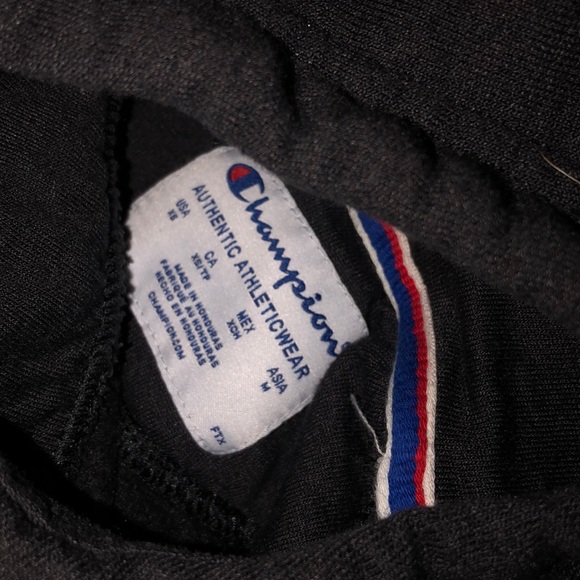 Champion
AUTHENTIC ATHLETICWEAR
USA CA MEX ASIA
XS XS/TP XCH M
MADE IN HONDURAS
FABRIQUÉ AU HONDURAS
HECHO EN HONDURAS
CHAMPION.COM
FTX